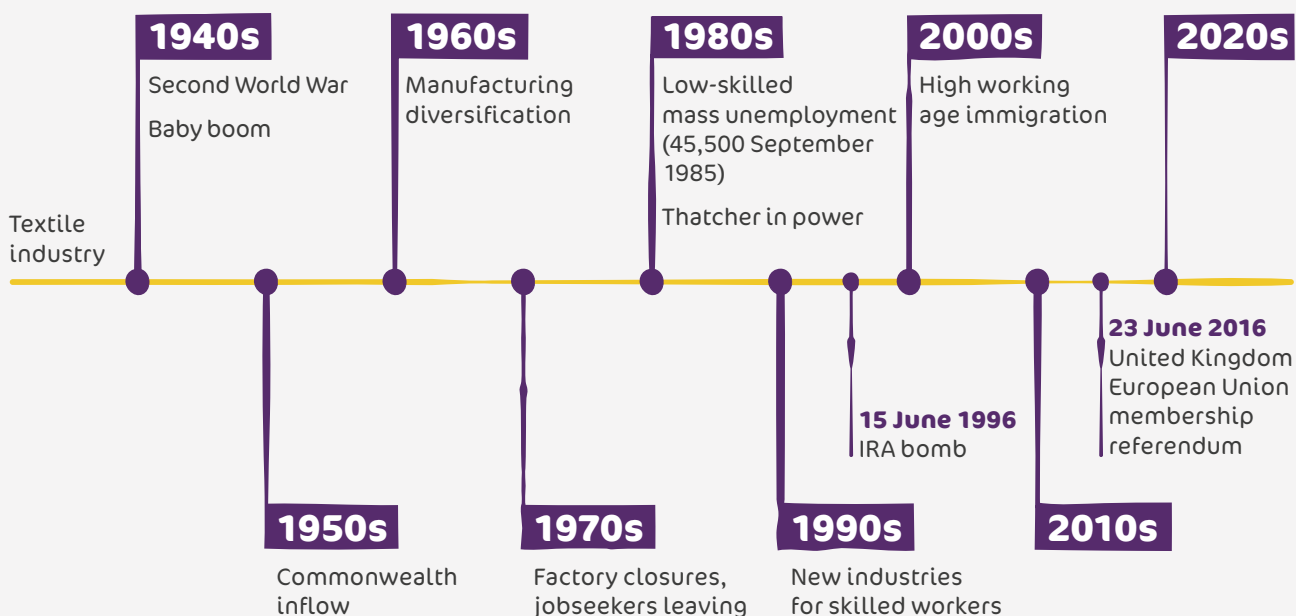 Textile
industry
1940s
Second World War
Baby boom
1950s
Commonwealth
inflow
1960s
Manufacturing
diversification
1970s
Factory closures,
jobseekers leaving
1980s
Low-skilled
mass unemployment
(45,500 September
1985)
Thatcher in power
1990s
New industries
for skilled workers
15 June 1996
IRA bomb
2000s
High working
age immigration
2010s
23 June 2016
United Kingdom
European Union
membership
referendum
2020s